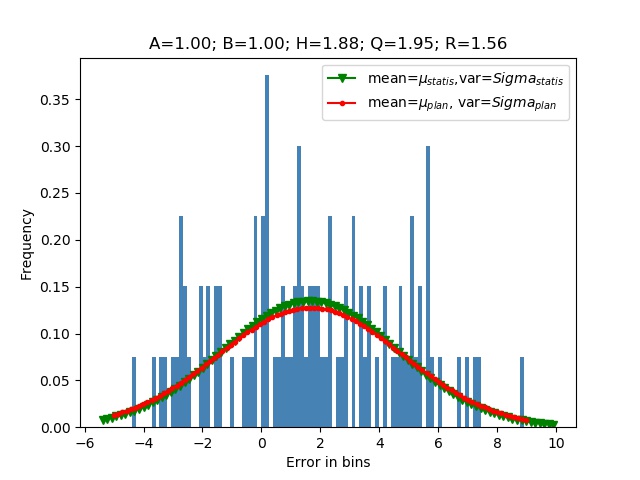 A=1.00; B=1.00; H=1.88; Q=1.95; R=1.56
mean=μstatis,var=Sigmastatis
mean=μplan, var=Sigmaplan
0.35
0.30
0.25
0.20
0.15
0.10
0.05
0.00
Frequency
−6 −4 −2 0 2 4 6 8 10
Error in bins